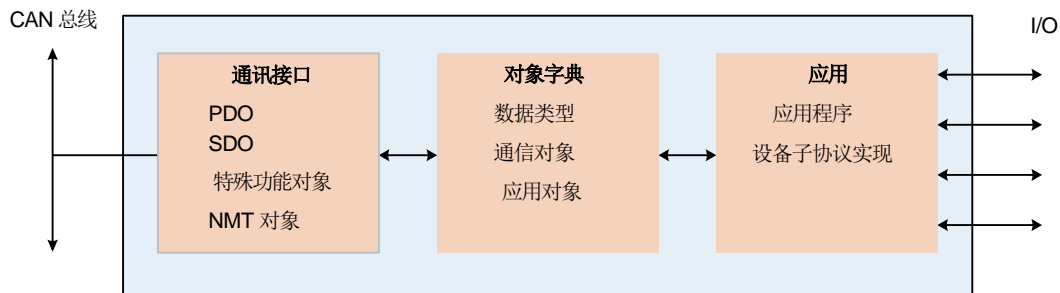 CAN 总线
I/O
通讯接口
PDO
SDO
特殊功能对象
NMT 对象
对象字典
数据类型
通信对象
应用对象
应用
应用程序
设备子协议实现